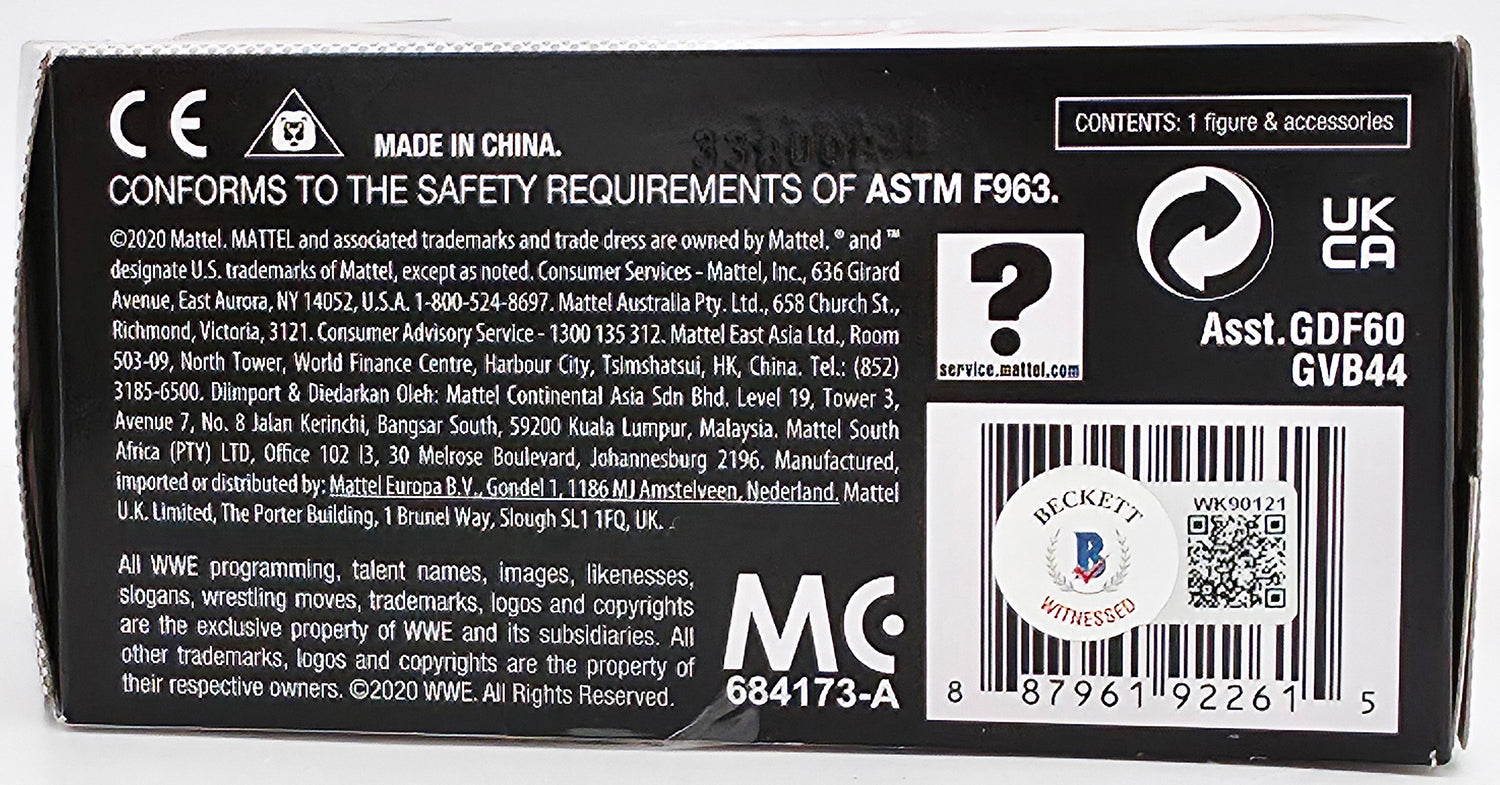 CE
MADE IN CHINA.
CONFORMS TO THE SAFETY REQUIREMENTS OF ASTM F963.
©2020 Mattel. MATTEL and associated trademarks and trade dress are owned by Mattel. ® and ™
designate U.S. trademarks of Mattel, except as noted. Consumer Services - Mattel, Inc., 636 Girard
Avenue, East Aurora, NY 14052, U.S.A. 1-800-524-8697. Mattel Australia Pty. Ltd., 658 Church St.,
Richmond, Victoria, 3121. Consumer Advisory Service - 1300 135 312. Mattel East Asia Ltd., Room
503-09, North Tower, World Finance Centre, Harbour City, Tsimshatsui, HK, China. Tel.: (852)
3185-6500. Diimport & Diedarkan Oleh: Mattel Continental Asia Sdn Bhd. Level 19, Tower 3,
Avenue 7, No. 8 Jalan Kerinchi, Bangsar South, 59200 Kuala Lumpur, Malaysia. Mattel South
Africa (PTY) LTD, Office 102 I3, 30 Melrose Boulevard, Johannesburg 2196. Manufactured,
imported or distributed by: Mattel Europa B.V., Gondel 1, 1186 MJ Amstelveen, Nederland. Mattel
U.K. Limited, The Porter Building, 1 Brunel Way, Slough SL1 1FQ, UK.
All WWE programming, talent names, images, likenesses,
slogans, wrestling moves, trademarks, logos and copyrights
are the exclusive property of WWE and its subsidiaries. All
other trademarks, logos and copyrights are the property of
their respective owners. ©2020 WWE. All Rights Reserved.
MC
684173-A
CONTENTS: 1 figure & accessories
UK
CA
?
service.mattel.com
Asst.GDF60
GVB44
BECKETT
B
WITNESSED
WK90121
8 87961 92261 5